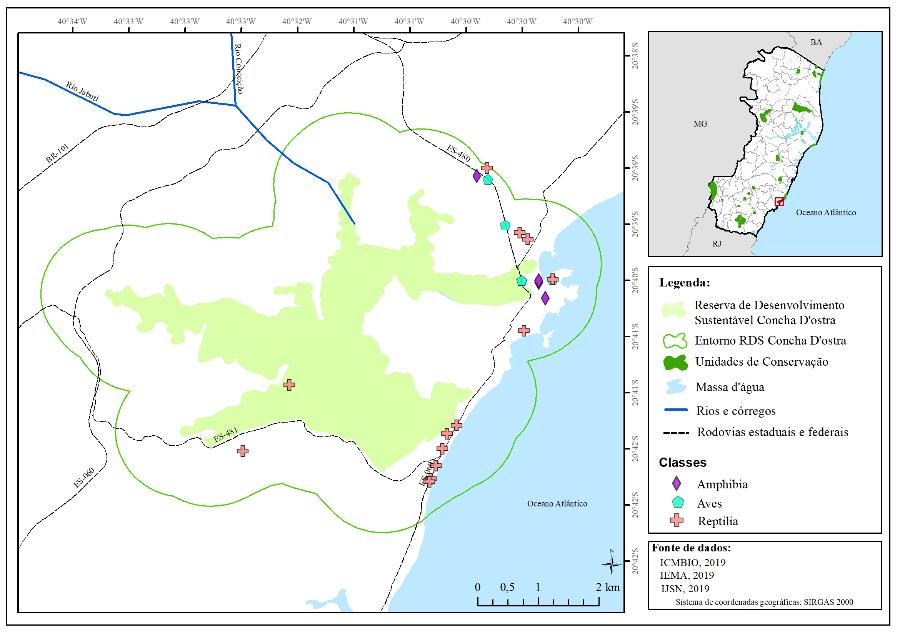 40°34'W 40°33'W 40°33'W 40°32'W 40°32'W 40°31'W 40°31'W 40°30'W 40°30'W 40°30'W
20°38'S
20°39'S
20°39'S
20°39'S
20°40'S
20°41'S
20°41'S
20°42'S
20°42'S
20°42'S
Rio Conceição
Rio Jabuti
BR-101
ES-480
ES-481
ES-060
Oceano Atlântico
0 0,5 1 2 km
BA
MG
Oceano Atlântico
RJ
Legenda:
Reserva de Desenvolvimento
Sustentável Concha D'ostra
Entorno RDS Concha D'ostra
Unidades de Conservação
Massa d'água
Rios e córregos
Rodovias estaduais e federais
Classes
Amphibia
Aves
Reptilia
Fonte de dados:
ICMBIO, 2019
IEMA, 2019
IJSN, 2019
Sistema de coordenadas geográficas: SIRGAS 2000